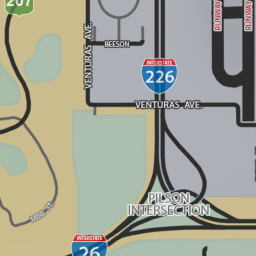 207
RUNWAY
RUNWAY
VENTURAS AVE.
BEESON
INTERSTATE
226
VENTURAS AVE.
PILSON
INTERSECTION
INTERSTATE
26